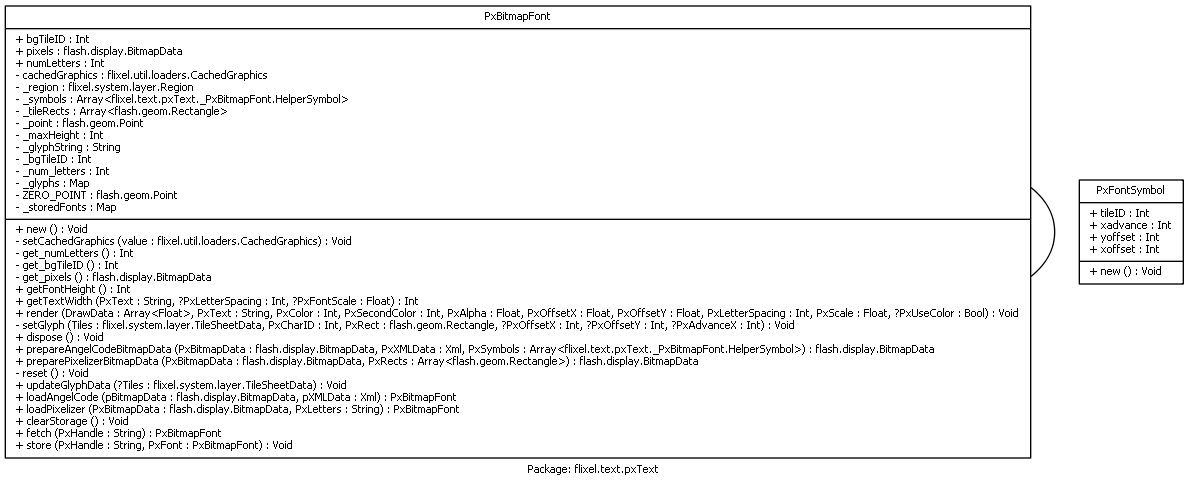 PxBitmapFont
+ bgTileID : Int
+ pixels : flash.display.BitmapData
+ numLetters : Int
- cachedGraphics : flixel.util.loaders.CachedGraphics
- _region : flixel.system.layer.Region
- _symbols : Array<flixel.text.pxText._PxBitmapFont.HelperSymbol>
- _tileRects : Array<flash.geom.Rectangle>
- _point : flash.geom.Point
- _maxHeight : Int
- _glyphString : String
- _bgTileID : Int
- _num_letters : Int
- _glyphs : Map
- ZERO_POINT : flash.geom.Point
- _storedFonts : Map
+ new () : Void
- setCachedGraphics (value : flixel.util.loaders.CachedGraphics) : Void
- get_numLetters () : Int
- get_bgTileID () : Int
- get_pixels () : flash.display.BitmapData
+ getFontHeight () : Int
+ getTextWidth (PxText : String, ?PxLetterSpacing : Int, ?PxFontScale : Float) : Int
+ render (DrawData : Array<Float>, PxText : String, PxColor : Int, PxSecondColor : Int, PxAlpha : Float, PxOffsetX : Float, PxOffsetY : Float, PxLetterSpacing : Int, PxScale : Float, ?PxUseColor : Bool) : Void
- setGlyph (Tiles : flixel.system.layer.TileSheetData, PxCharID : Int, PxRect : flash.geom.Rectangle, ?PxOffsetX : Int, ?PxOffsetY : Int, ?PxAdvanceX : Int) : Void
+ dispose () : Void
+ prepareAngelCodeBitmapData (PxBitmapData : flash.display.BitmapData, PxXMLData : Xml, PxSymbols : Array<flixel.text.pxText._PxBitmapFont.HelperSymbol>) : flash.display.BitmapData
+ preparePixelizerBitmapData (PxBitmapData : flash.display.BitmapData, PxRects : Array<flash.geom.Rectangle>) : flash.display.BitmapData
- reset () : Void
+ updateGlyphData (?Tiles : flixel.system.layer.TileSheetData) : Void
+ loadAngelCode (pBitmapData : flash.display.BitmapData, pXMLData : Xml) : PxBitmapFont
+ loadPixelizer (PxBitmapData : flash.display.BitmapData, PxLetters : String) : PxBitmapFont
+ clearStorage () : Void
+ fetch (PxHandle : String) : PxBitmapFont
+ store (PxHandle : String, PxFont : PxBitmapFont) : Void
PxFontSymbol
+ tileID : Int
+ xadvance : Int
+ yoffset : Int
+ xoffset : Int
+ new () : Void
Package: flixel.text.pxText